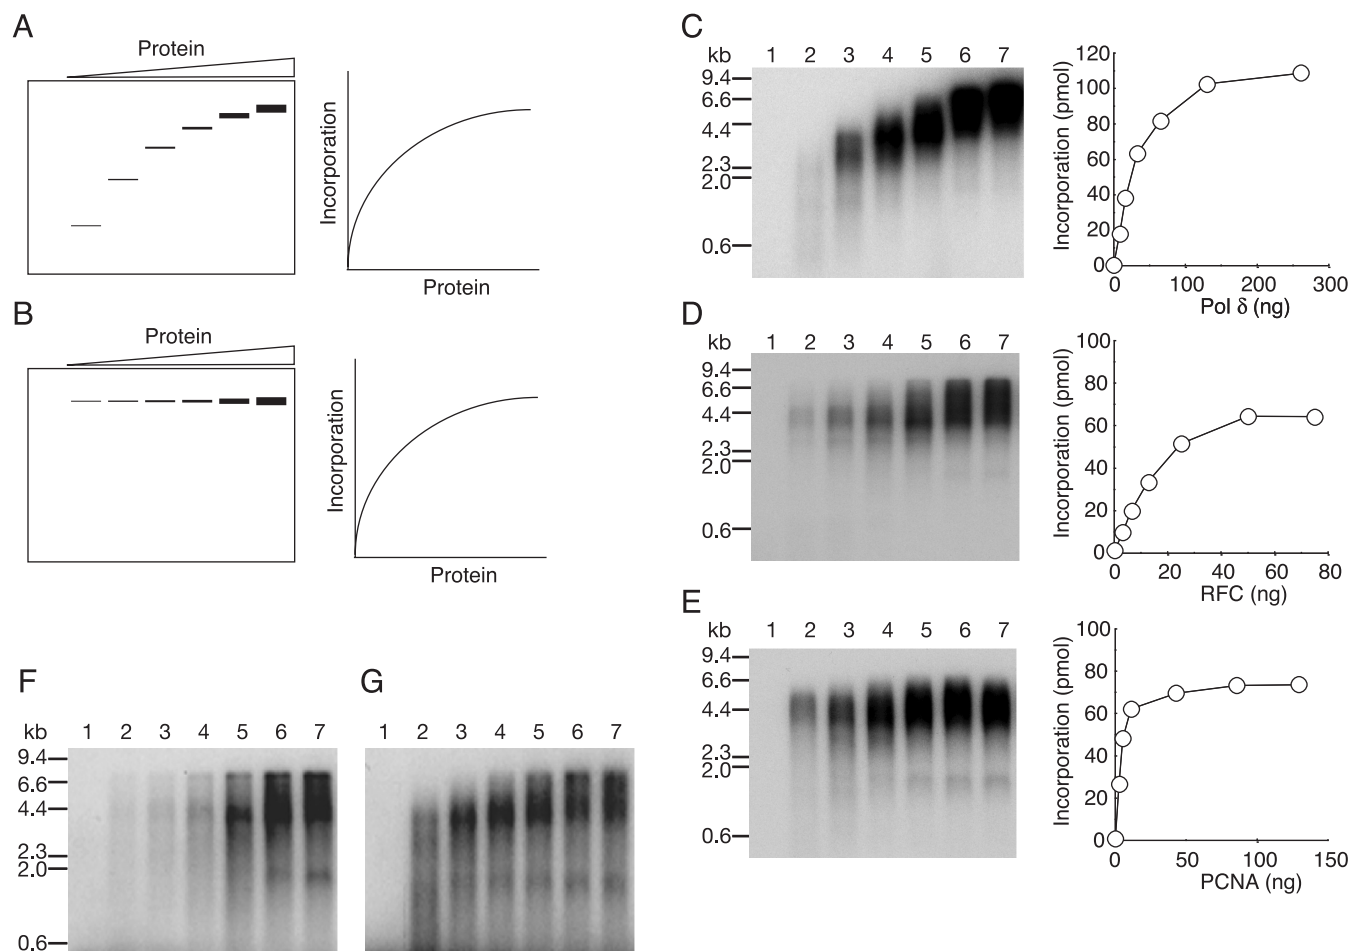 A
Protein
Incorporation
Protein
B
Protein
Incorporation
Protein
C
kb 1 2 3 4 5 6 7
9.4
6.6
4.4
2.3
2.0
0.6
Incorporation (pmol)
120
100
80
60
40
20
0
0 100 200 300
Pol δ (ng)
D
kb 1 2 3 4 5 6 7
9.4
6.6
4.4
2.3
2.0
0.6
Incorporation (pmol)
100
80
60
40
20
0
0 20 40 60 80
RFC (ng)
E
kb 1 2 3 4 5 6 7
9.4
6.6
4.4
2.3
2.0
0.6
Incorporation (pmol)
100
80
60
40
20
0
0 50 100 150
PCNA (ng)
F
kb 1 2 3 4 5 6 7
9.4
6.6
4.4
2.3
2.0
0.6
G
1 2 3 4 5 6 7